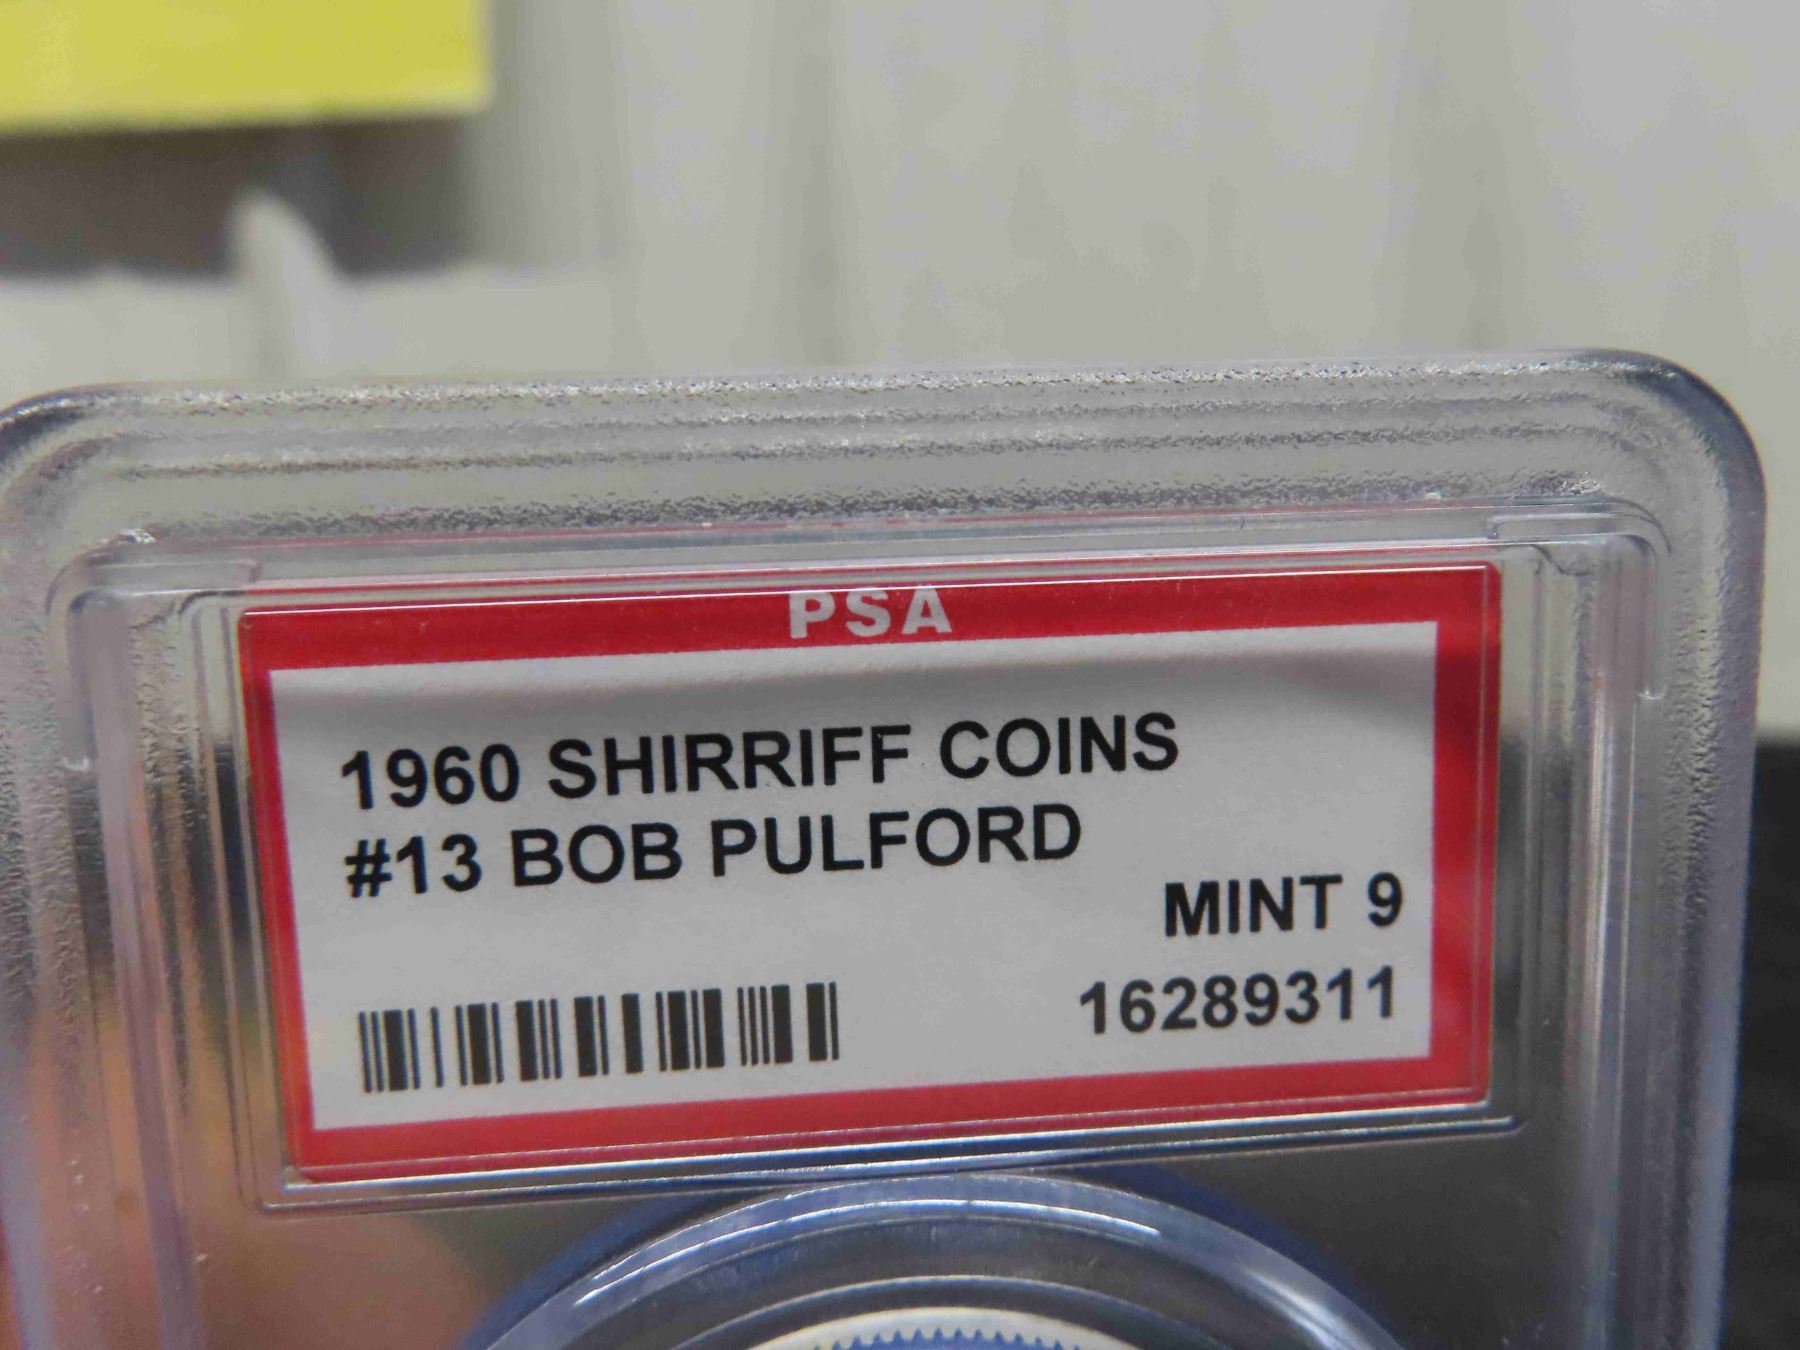 PSA
1960 SHIRRIFF COINS
#13 BOB PULFORD
MINT 9
16289311